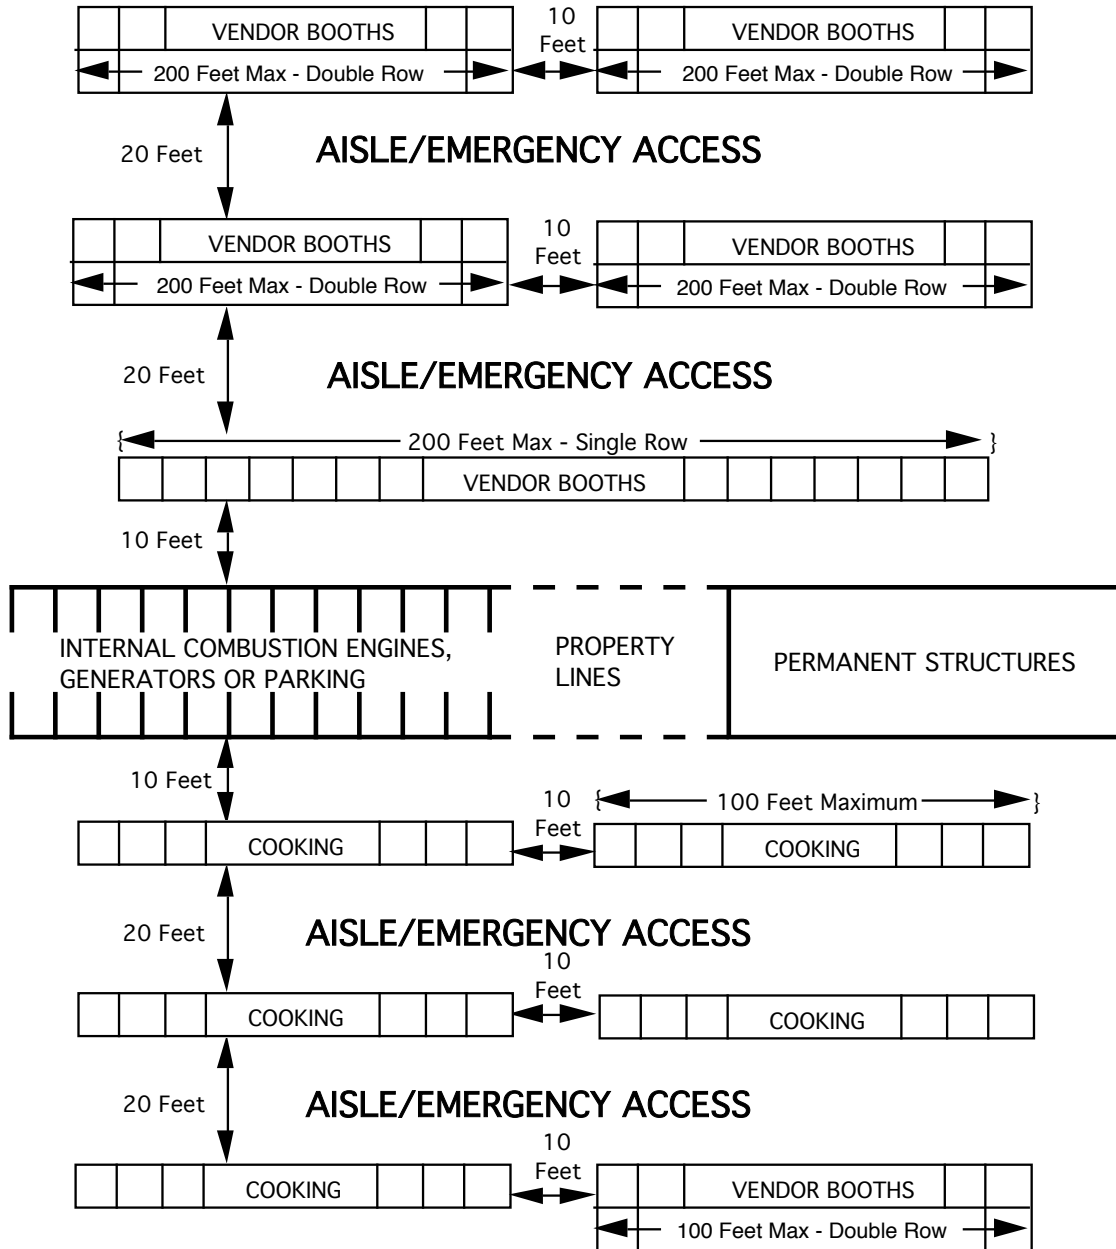 10
Feet
VENDOR BOOTHS
VENDOR BOOTHS
200 Feet Max - Double Row
200 Feet Max - Double Row
20 Feet
AISLE/EMERGENCY ACCESS
10
Feet
VENDOR BOOTHS
VENDOR BOOTHS
200 Feet Max - Double Row
200 Feet Max - Double Row
20 Feet
AISLE/EMERGENCY ACCESS
{ 200 Feet Max - Single Row }
VENDOR BOOTHS
10 Feet
INTERNAL COMBUSTION ENGINES,
GENERATORS OR PARKING
PROPERTY
LINES
PERMANENT STRUCTURES
10 Feet
10
Feet
{ 100 Feet Maximum }
COOKING
COOKING
20 Feet
AISLE/EMERGENCY ACCESS
10
Feet
COOKING
COOKING
20 Feet
AISLE/EMERGENCY ACCESS
10
Feet
COOKING
VENDOR BOOTHS
100 Feet Max - Double Row